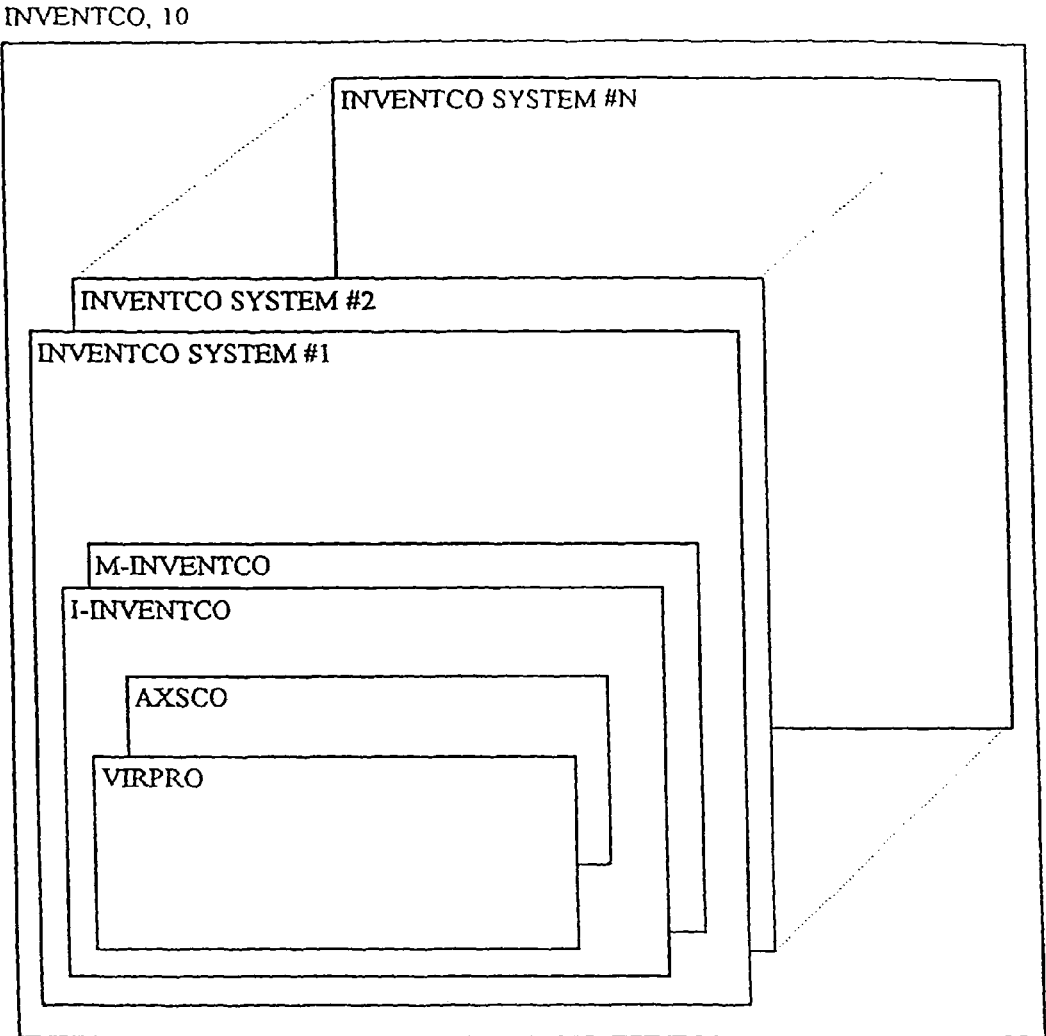 INVENTCO, 10
INVENTCO SYSTEM #N
INVENTCO SYSTEM #2
INVENTCO SYSTEM #1
M-INVENTCO
I-INVENTCO
AXSCO
VIRPRO